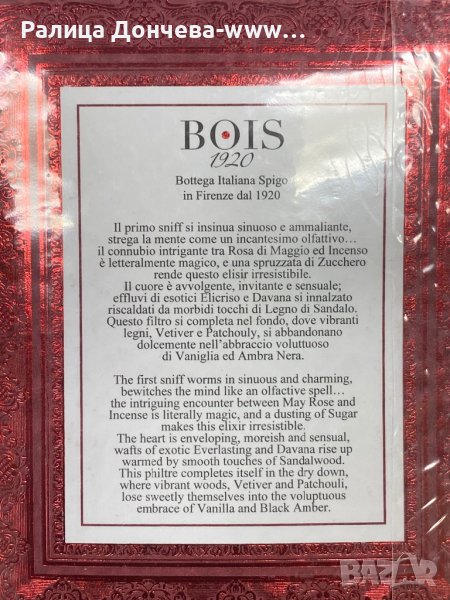 Ралица Дончева-www...
BOIS
1920
Bottega Italiana Spigo
in Firenze dal 1920
Il primo sniff si insinua sinuoso e ammaliante,
strega la mente come un incantesimo olfattivo...
il connubio intrigante tra Rosa di Maggio ed Incenso
è letteralmente magico, e una spruzzata di Zucchero
rende questo elisir irresistibile.
Il cuore è avvolgente, invitante e sensuale;
effluvi di esotici Elicriso e Davana si innalzato
riscaldati da morbidi tocchi di Legno di Sandalo.
Questo filtro si completa nel fondo, dove vibranti
legni, Vetiver e Patchouly, si abbandonano
dolcemente nell'abbraccio voluttuoso
di Vaniglia ed Ambra Nera.
The first sniff worms in sinuous and charming,
bewitches the mind like an olfactive spell...
the intriguing encounter between May Rose and
Incense is literally magic, and a dusting of Sugar
makes this elixir irresistible.
The heart is enveloping, moreish and sensual,
wafts of exotic Everlasting and Davana rise up
warmed by smooth touches of Sandalwood.
This philtre completes itself in the dry down,
where vibrant woods, Vetiver and Patchouli,
lose sweetly themselves into the voluptuous
embrace of Vanilla and Black Amber.
BAZAR